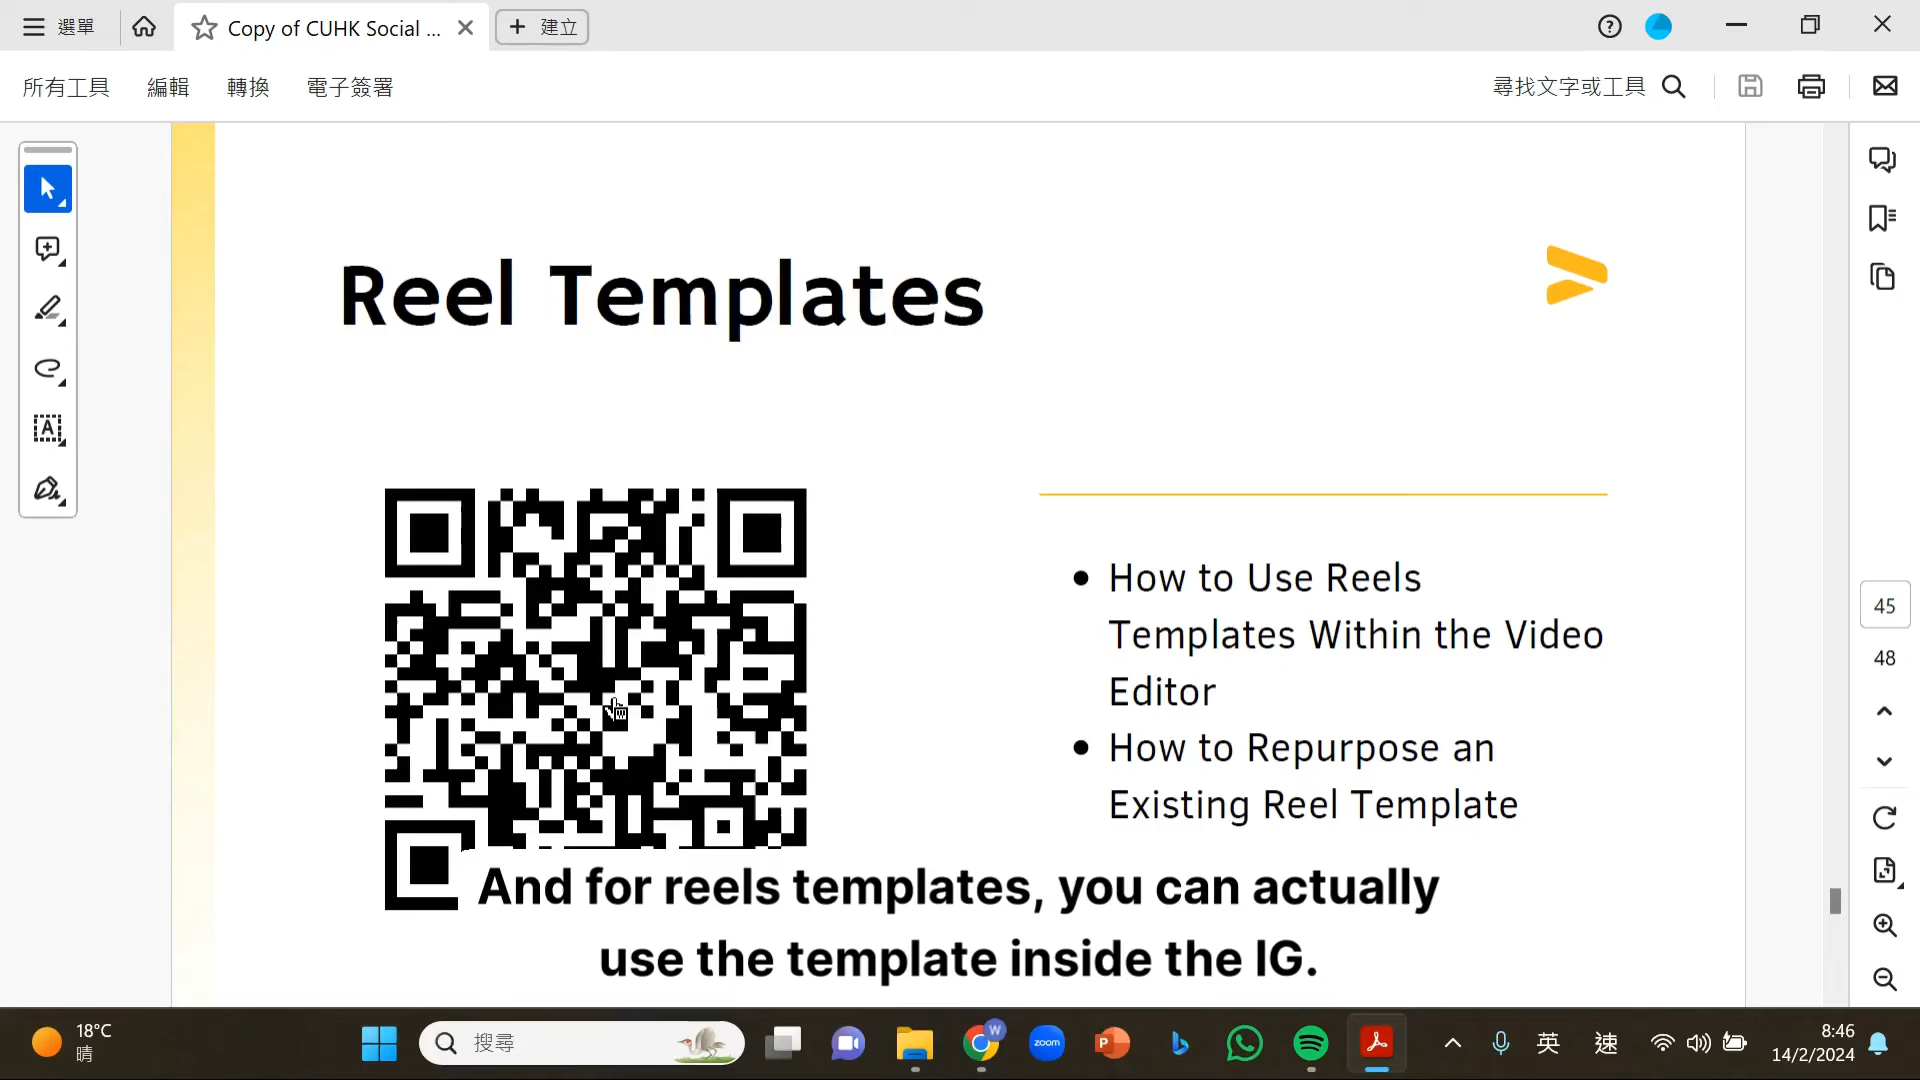 選單
Copy of CUHK Social ...
建立
所有工具
編輯
轉換
電子簽署
尋找文字或工具
Reel Templates
How to Use Reels
Templates Within the Video
Editor
How to Repurpose an
Existing Reel Template
And for reels templates, you can actually
use the template inside the IG.
45
48
18°C
晴
搜尋
W
zoom
P
英
速
8:46
14/2/2024